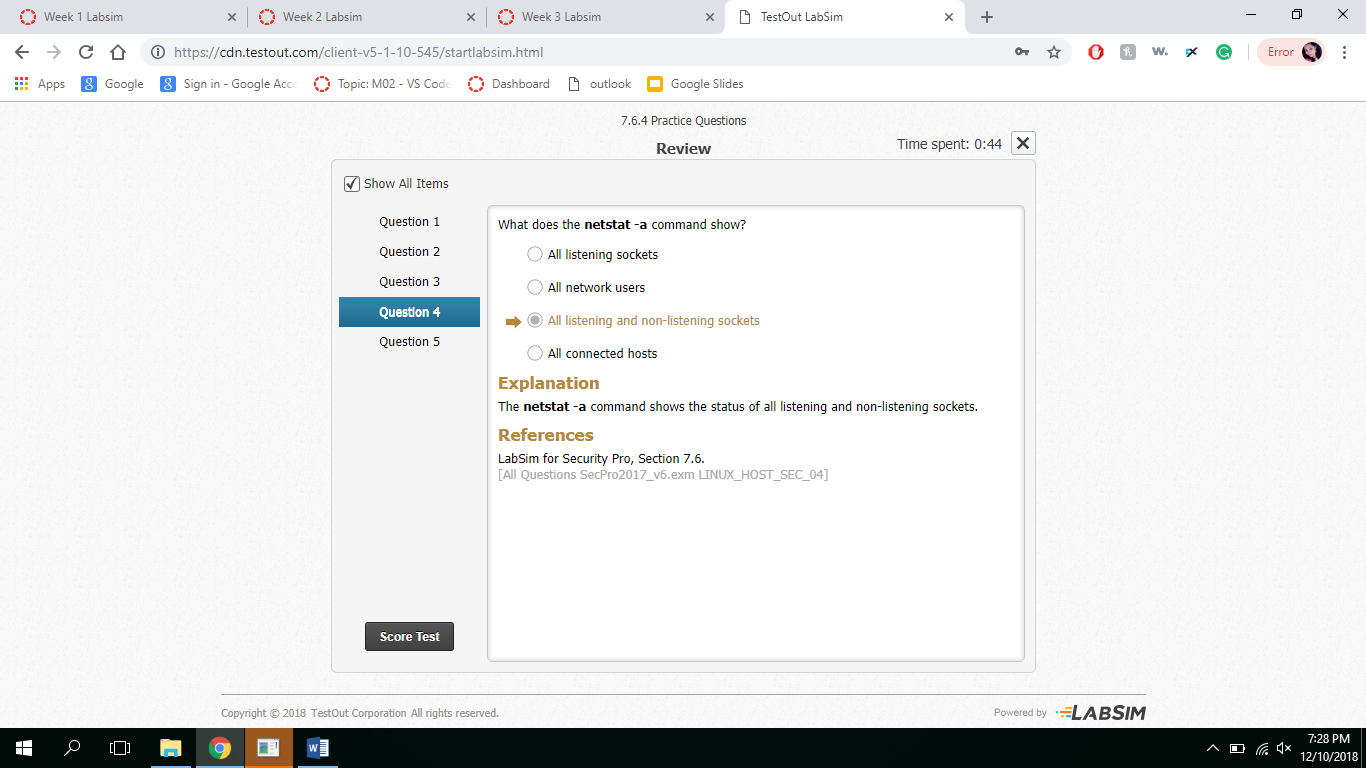 Week 1 Labsim
Week 2 Labsim
Week 3 Labsim
TestOut LabSim
https://cdn.testout.com/client-v5-1-10-545/startlabsim.html
Error
Apps
Google
Sign in - Google Acco
Topic: M02 - VS Code
Dashboard
outlook
Google Slides
7.6.4 Practice Questions
Review
Time spent: 0:44
Show All Items
Question 1
Question 2
Question 3
Question 4
Question 5
What does the netstat -a command show?
All listening sockets
All network users
All listening and non-listening sockets
All connected hosts
Explanation
The netstat -a command shows the status of all listening and non-listening sockets.
References
LabSim for Security Pro, Section 7.6.
[All Questions SecPro2017_v6.exm LINUX_HOST_SEC_04]
Score Test
Copyright © 2018 TestOut Corporation All rights reserved.
Powered by LABSIM
7:28 PM
12/10/2018